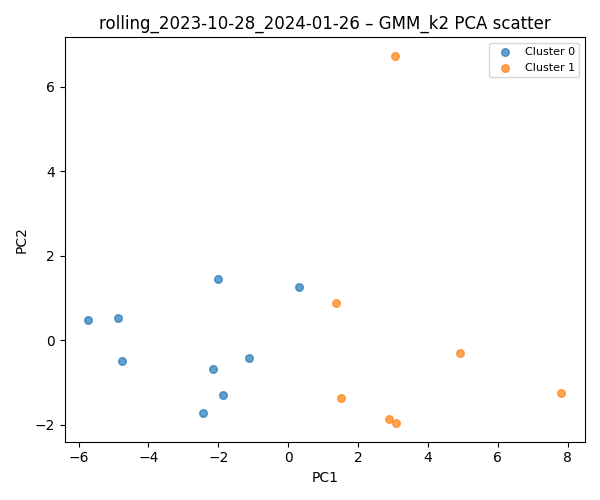 rolling_2023-10-28_2024-01-26 – GMM_k2 PCA scatter
Cluster 0
Cluster 1
6
4
2
0
−2
PC2
−6
−4
−2
0
2
4
6
8
PC1